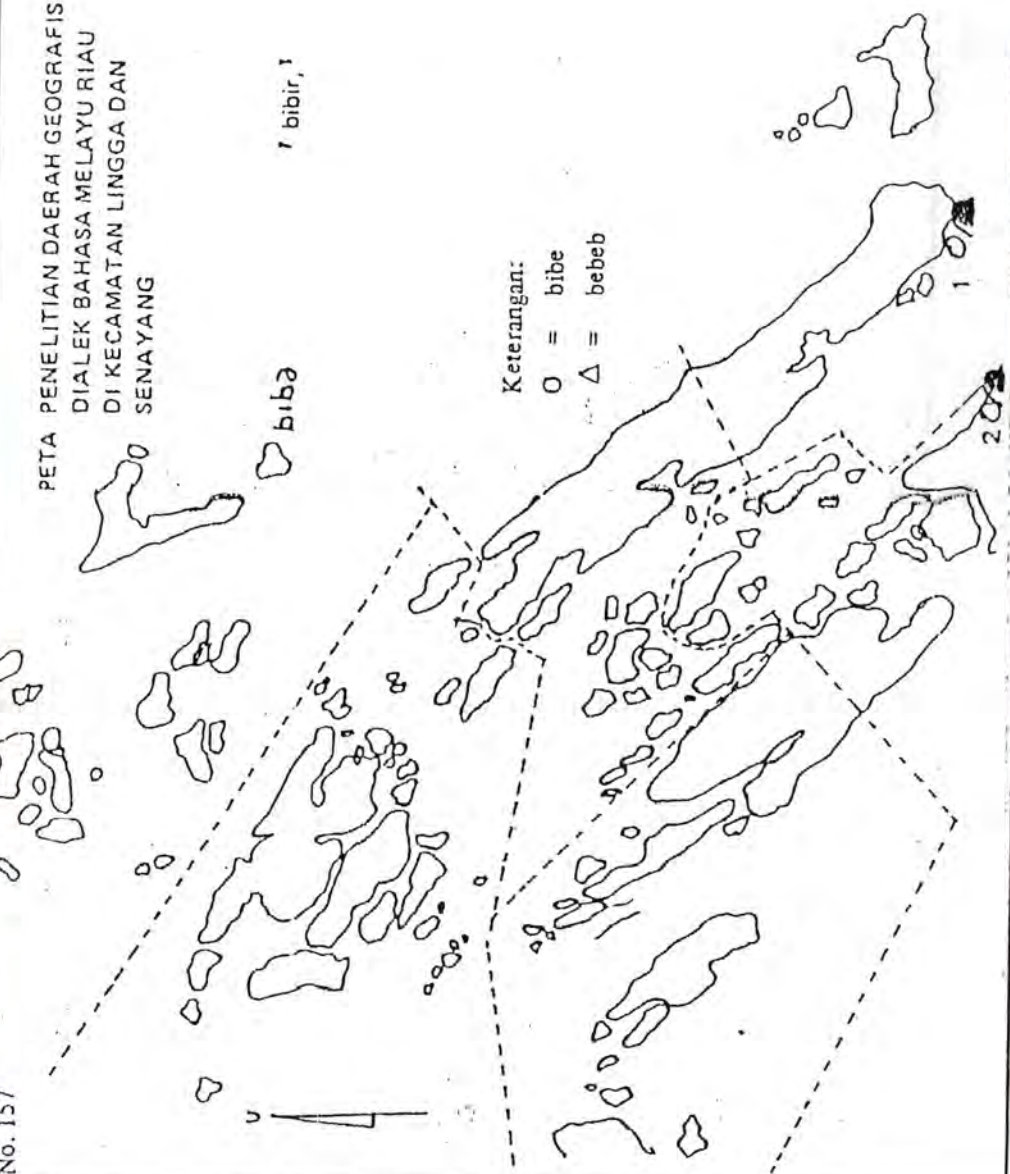 No. 157
PETA PENELITIAN DAERAH GEOGRAFIS
DIALEK BAHASA MELAYU RIAU
DI KECAMATAN LINGGA DAN
SENAYANG
bibə
bibir,
Keterangan:
O = bibe
Δ = bebeb
1
2
U